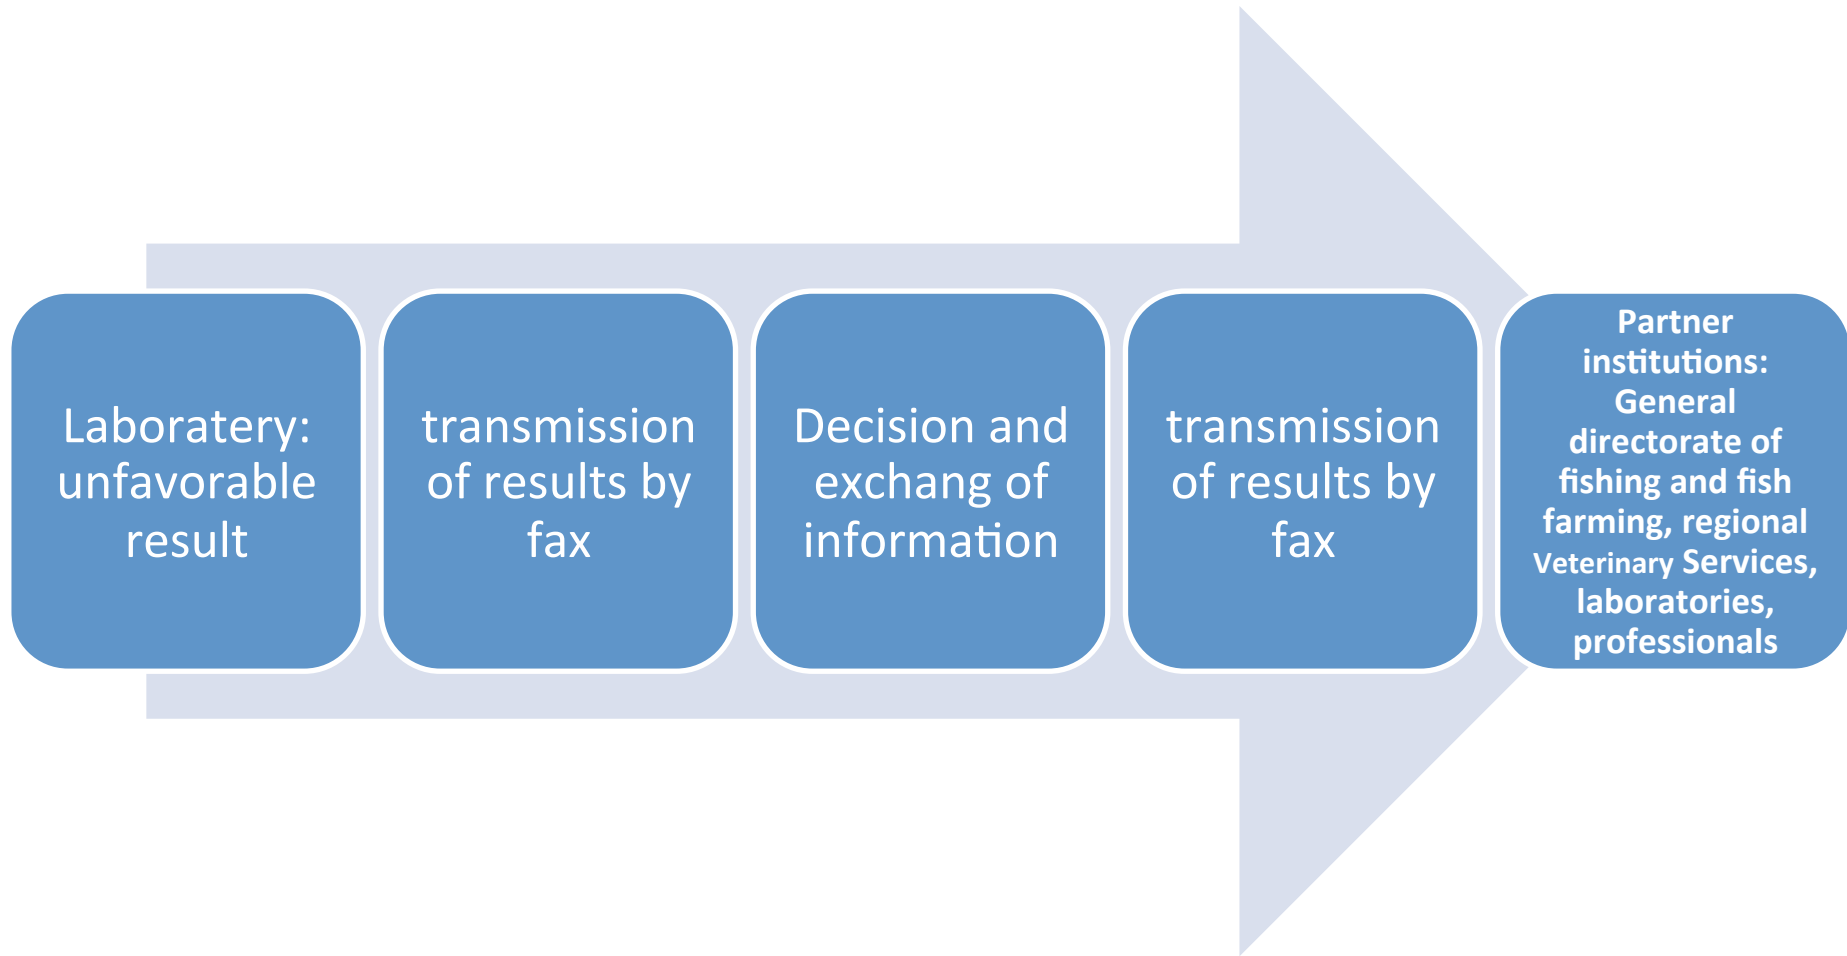 Laboratery:
unfavorable
result
transmission
of results by
fax
Decision and
exchang of
information
transmission
of results by
fax
Partner
institutions:
General
directorate of
fishing and fish
farming, regional
Veterinary Services,
laboratories,
professionals